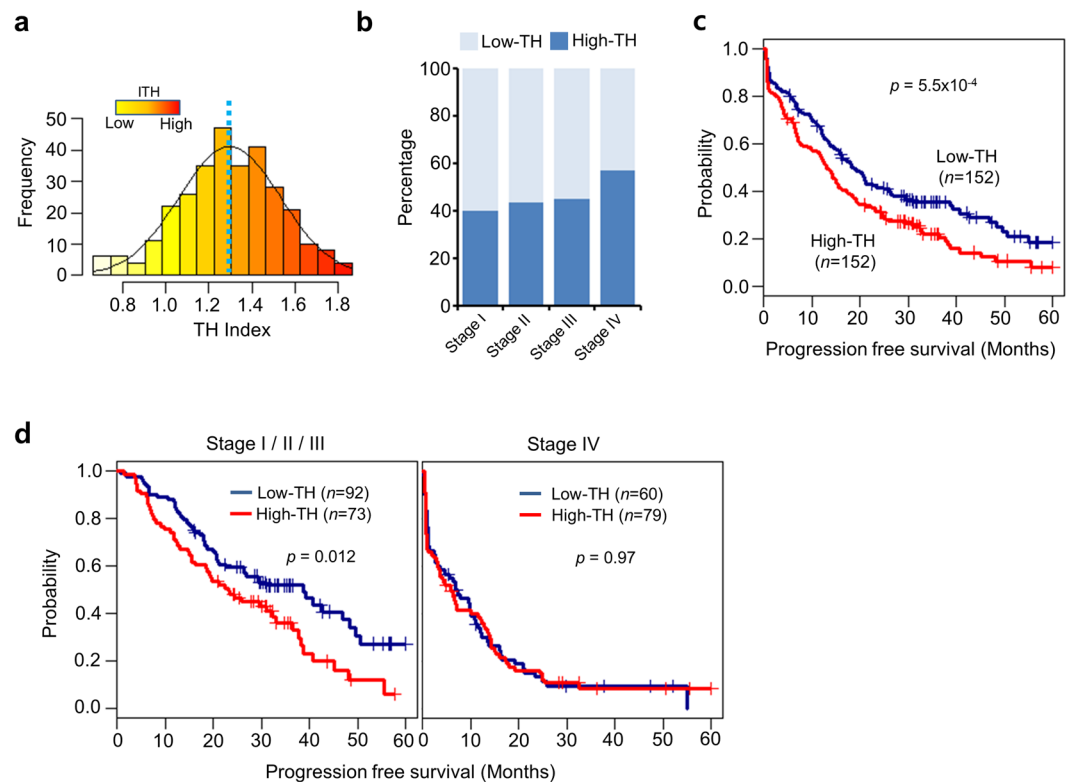 a
ITH
Low High
Frequency
50
40
30
20
10
0
0.8 1.0 1.2 1.4 1.6 1.8
TH Index
b
Low-TH High-TH
Percentage
100
80
60
40
20
0
Stage I Stage II Stage III Stage IV
c
p = 5.5x10-4
Probability
1.0
0.8
0.6
0.4
0.2
0.0
Low-TH
(n=152)
High-TH
(n=152)
0 10 20 30 40 50 60
Progression free survival (Months)
d
Stage I / II / III
Probability
1.0
0.8
0.6
0.4
0.2
0.0
Low-TH (n=92)
High-TH (n=73)
p = 0.012
0 10 20 30 40 50 60
Stage IV
Low-TH (n=60)
High-TH (n=79)
p = 0.97
0 10 20 30 40 50 60
Progression free survival (Months)